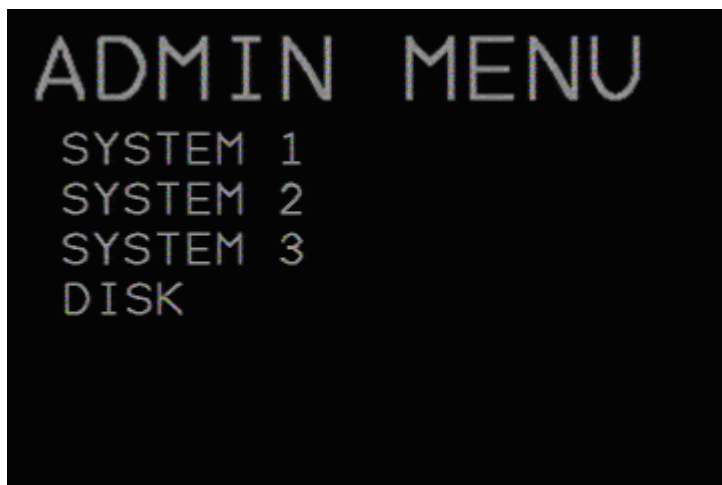 ADMIN MENU
SYSTEM 1
SYSTEM 2
SYSTEM 3
DISK